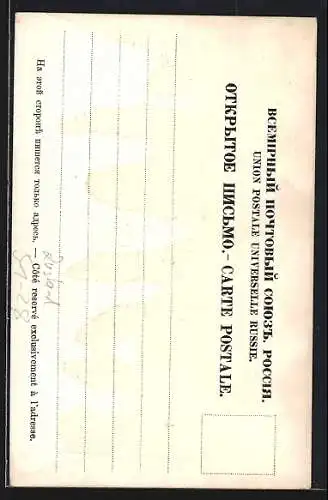 ВСЕМІРНЫЙ ПОЧТОВЫЙ СОЮЗЪ, РОССІЯ.
UNION POSTALE UNIVERSELLE RUSSIE.
ОТКРЫТОЕ ПИСЬМО.-CARTE POSTALE.
На этой сторонѣ пишется только адресъ. — Côté reservé exclusivement à l'adresse.